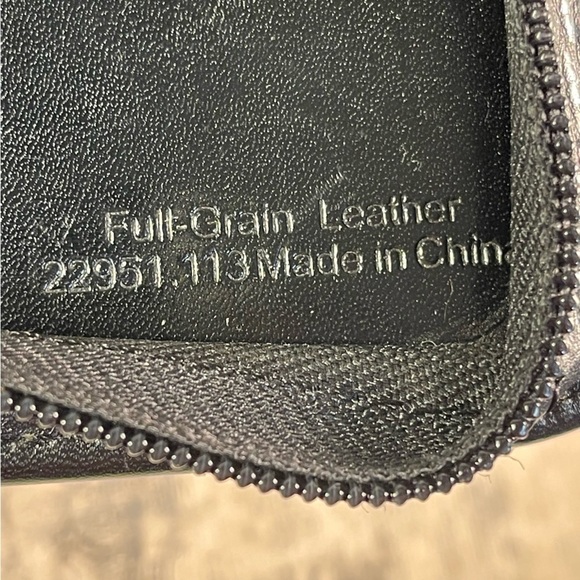 Full-Grain Leather
22951.113 Made in China